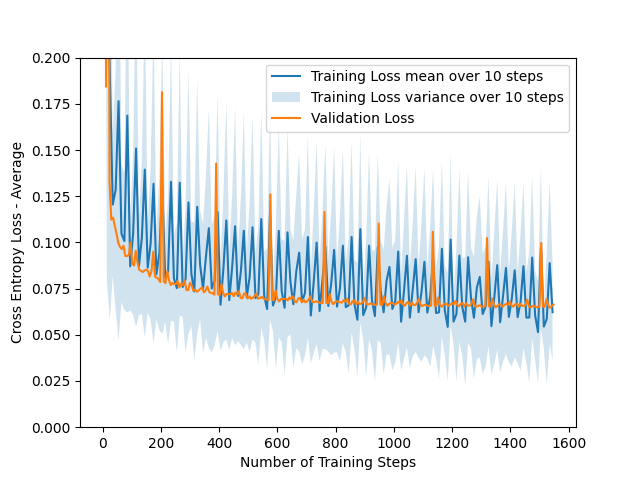 0.200
0.175
0.150
0.125
0.100
0.075
0.050
0.025
0.000
Cross Entropy Loss - Average
Training Loss mean over 10 steps
Training Loss variance over 10 steps
Validation Loss
0 200 400 600 800 1000 1200 1400 1600
Number of Training Steps